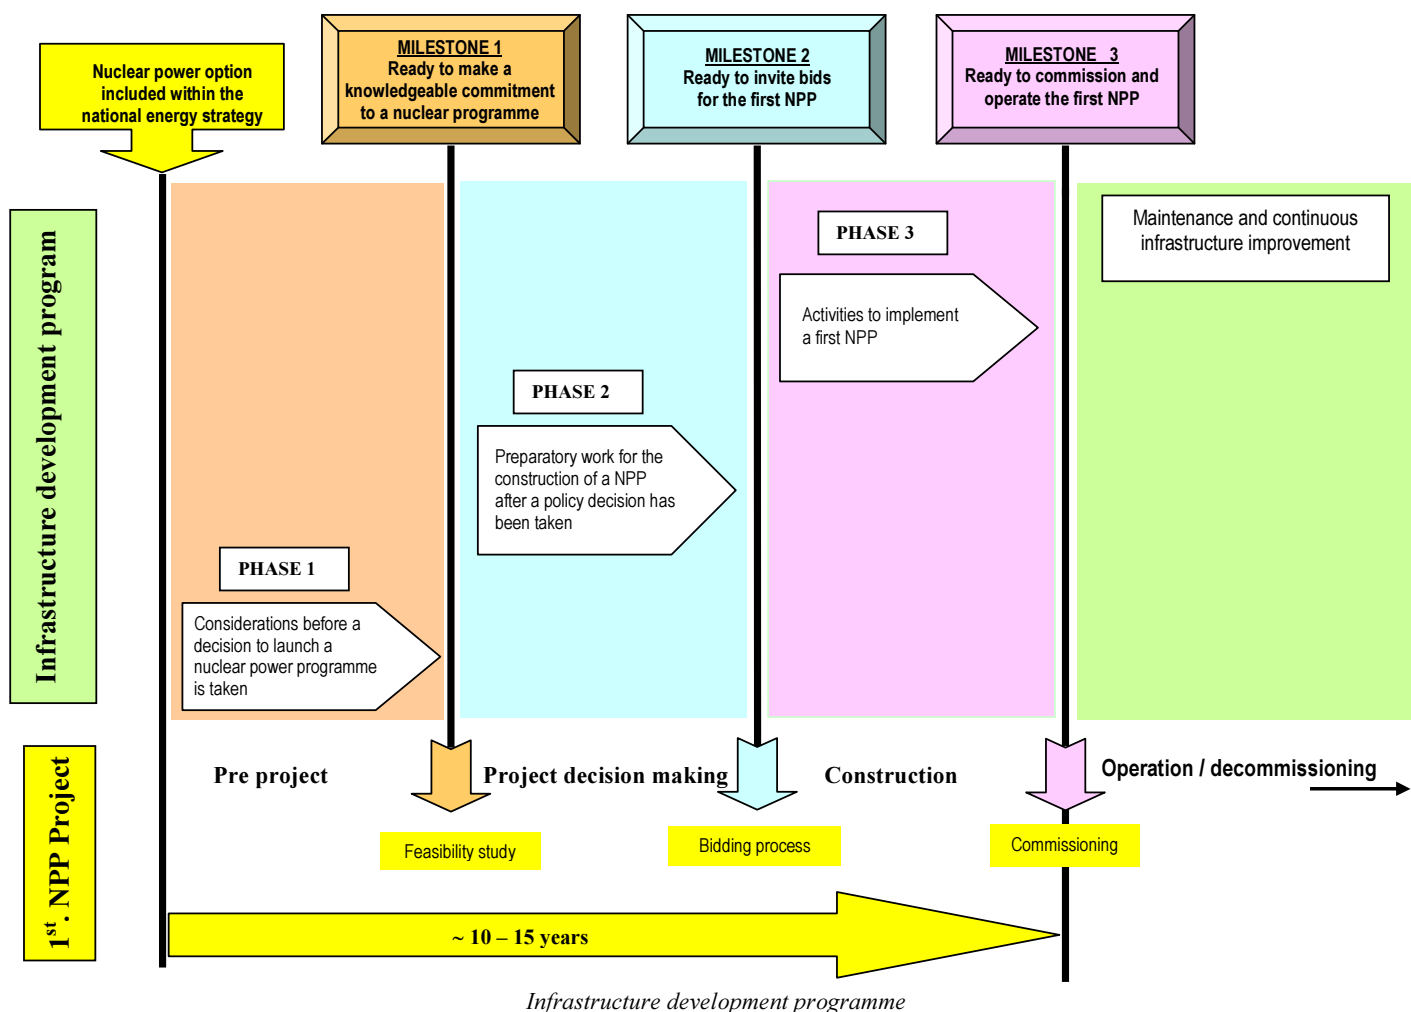 Nuclear power option
included within the
national energy strategy
MILESTONE 1
Ready to make a
knowledgeable commitment
to a nuclear programme
MILESTONE 2
Ready to invite bids
for the first NPP
MILESTONE 3
Ready to commission and
operate the first NPP
Infrastructure development program
PHASE 1
Considerations before a
decision to launch a
nuclear power programme
is taken
PHASE 2
Preparatory work for the
construction of a NPP
after a policy decision has
been taken
PHASE 3
Activities to implement
a first NPP
Maintenance and continuous
infrastructure improvement
1st. NPP Project
Pre project
Project decision making
Construction
Operation / decommissioning
Feasibility study
Bidding process
Commissioning
~ 10 – 15 years
Infrastructure development programme